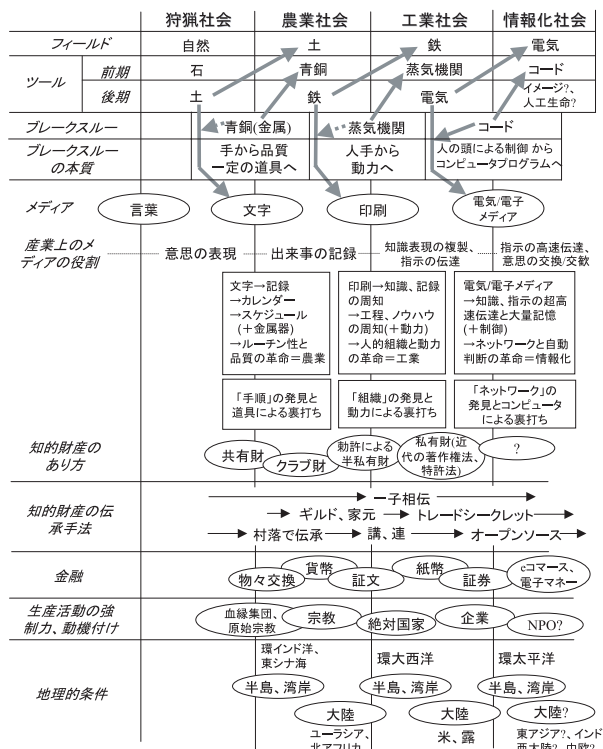 狩猟社会 農業社会 工業社会 情報化社会
フィールド 自然 土 鉄 電気
ツール 前期 石 青銅 蒸気機関 コード
後期 土 鉄 電気 イメージ?、
人工生命?
ブレークスルー 青銅(金属) 蒸気機関 コード
ブレークスルー
の本質
手から品質
一定の道具へ
人手から
動力へ
人の頭による制御 から
コンピュータプログラムへ
メディア 言葉 文字 印刷 電気/電子
メディア
産業上のメ
ディアの役割
意思の表現 出来事の記録 知識表現の複製、
指示の伝達
指示の高速伝達、
意思の交換/交歓
文字→記録
→カレンダー
→スケジュール
(+金属器)
→ルーチン性と
品質の革命=農業
印刷→知識、記録
の周知
→工程、ノウハウ
の周知(+動力)
→人的組織と動力
の革命=工業
電気/電子メディア
→知識、指示の超高
速伝達と大量記憶
(+制御)
→ネットワークと自動
判断の革命=情報化
「手順」の発見と
道具による裏打ち
「組織」の発見と
動力による裏打ち
「ネットワーク」の
発見とコンピュータ
による裏打ち
知的財産の
あり方
共有財
クラブ財
勅許による
半私有財
私有財(近
代の著作権法、
特許法)
?
知的財産の伝
承手法
一子相伝
ギルド、家元 トレードシークレット
村落で伝承 講、連 オープンソース
金融
物々交換
貨幣
証文
紙幣
証券
eコマース、
電子マネー
生産活動の強
制力、動機付け
血縁集団、
原始宗教
宗教
絶対国家
企業
NPO?
地理的条件
環インド洋、
東シナ海
環大西洋
環太平洋
半島、湾岸 半島、湾岸 半島、湾岸
大陸 大陸 大陸?
ユーラシア、
北アフリカ
米、露
東アジア?、インド
亜大陸?、中欧?